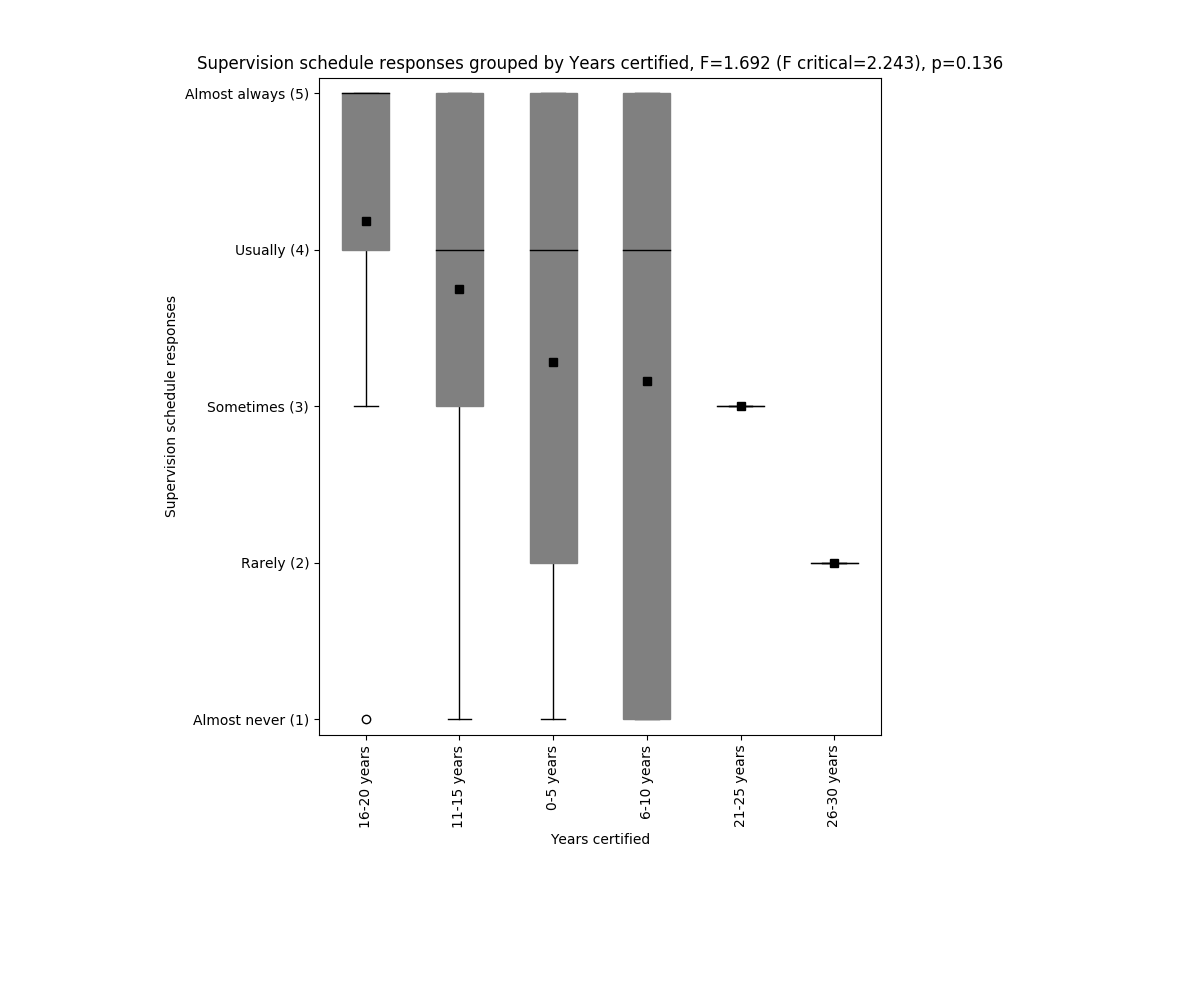 Supervision schedule responses grouped by Years certified, F=1.692 (F critical=2.243), p=0.136
Almost always (5)
Usually (4)
Sometimes (3)
Rarely (2)
Almost never (1)
Supervision schedule responses
16-20 years
11-15 years
0-5 years
6-10 years
21-25 years
26-30 years
Years certified